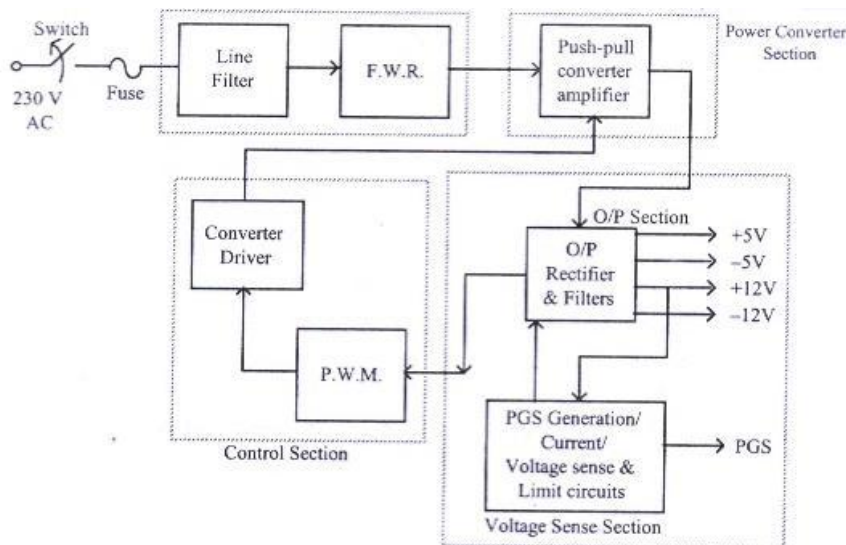 Switch
230 V
AC
Fuse
Line
Filter
F.W.R.
Push-pull
converter
amplifier
Power Converter
Section
Converter
Driver
P.W.M.
Control Section
O/P Section
O/P
Rectifier
& Filters
+5V
–5V
+12V
–12V
PGS Generation/
Current/
Voltage sense &
Limit circuits
PGS
Voltage Sense Section